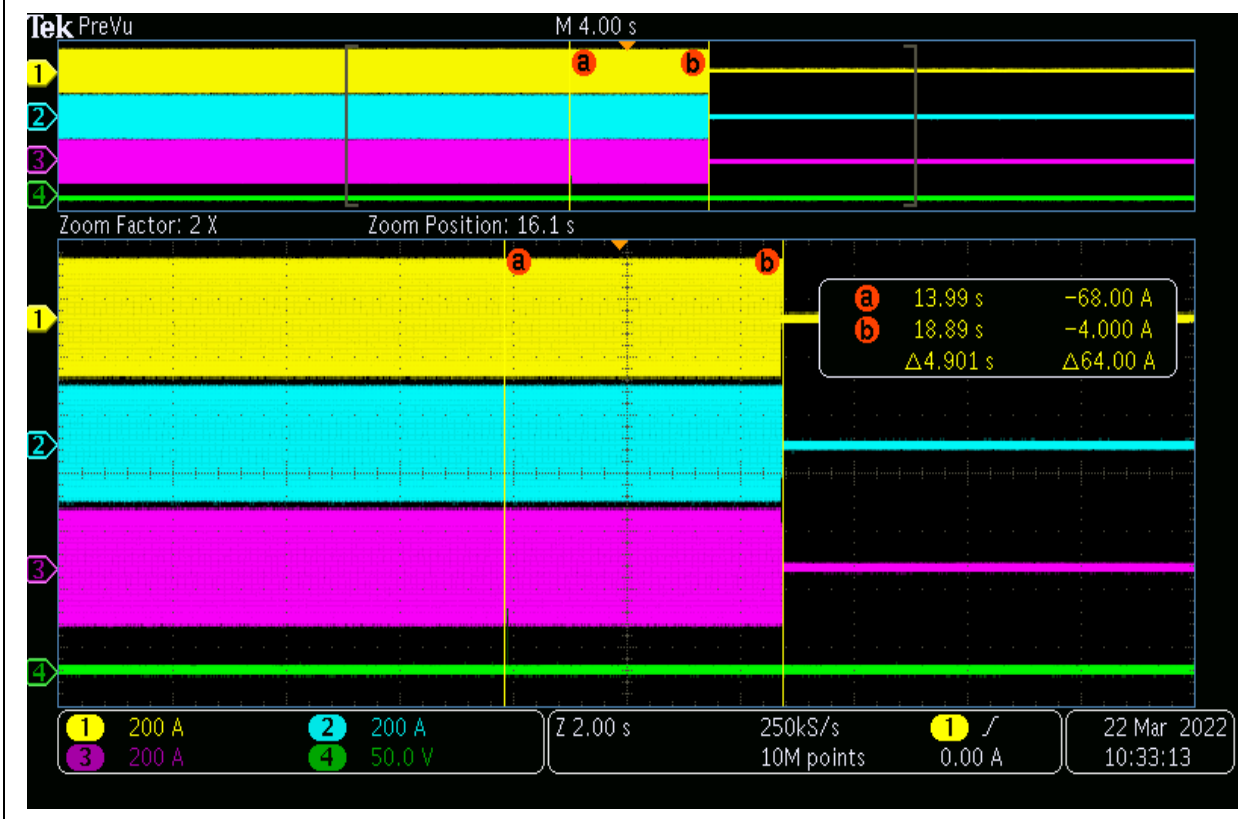 Tek PreVu M 4.00 s
a b
1
2
3
4
Zoom Factor: 2 X Zoom Position: 16.1 s
a b
1
a 13.99 s −68.00 A
b 18.89 s −4.000 A
△4.901 s △64.00 A
2
3
4
1 200 A 2 200 A Z 2.00 s 250kS/s 1 / 22 Mar 2022
3 200 A 4 50.0 V 10M points 0.00 A 10:33:13